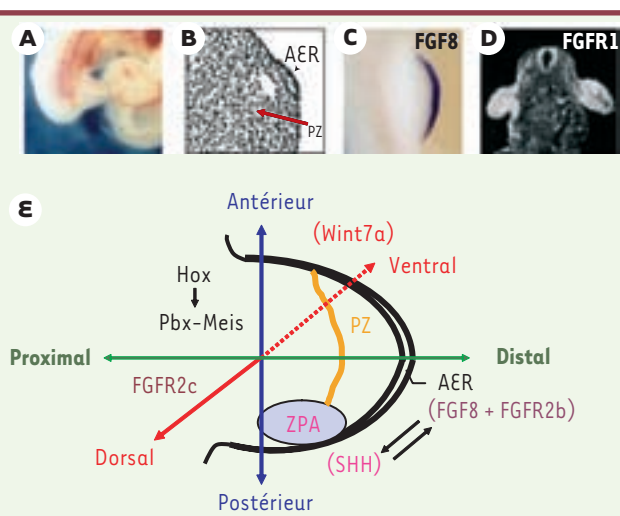 A
B
AER
PZ
C
FGF8
D
FGFR1
E
Antérieur
(Wint7a)
Ventral
Hox
Pbx-Meis
PZ
Proximal
Distal
FGFR2c
AER
(FGF8 + FGFR2b)
ZPA
(SHH)
Dorsal
Postérieur